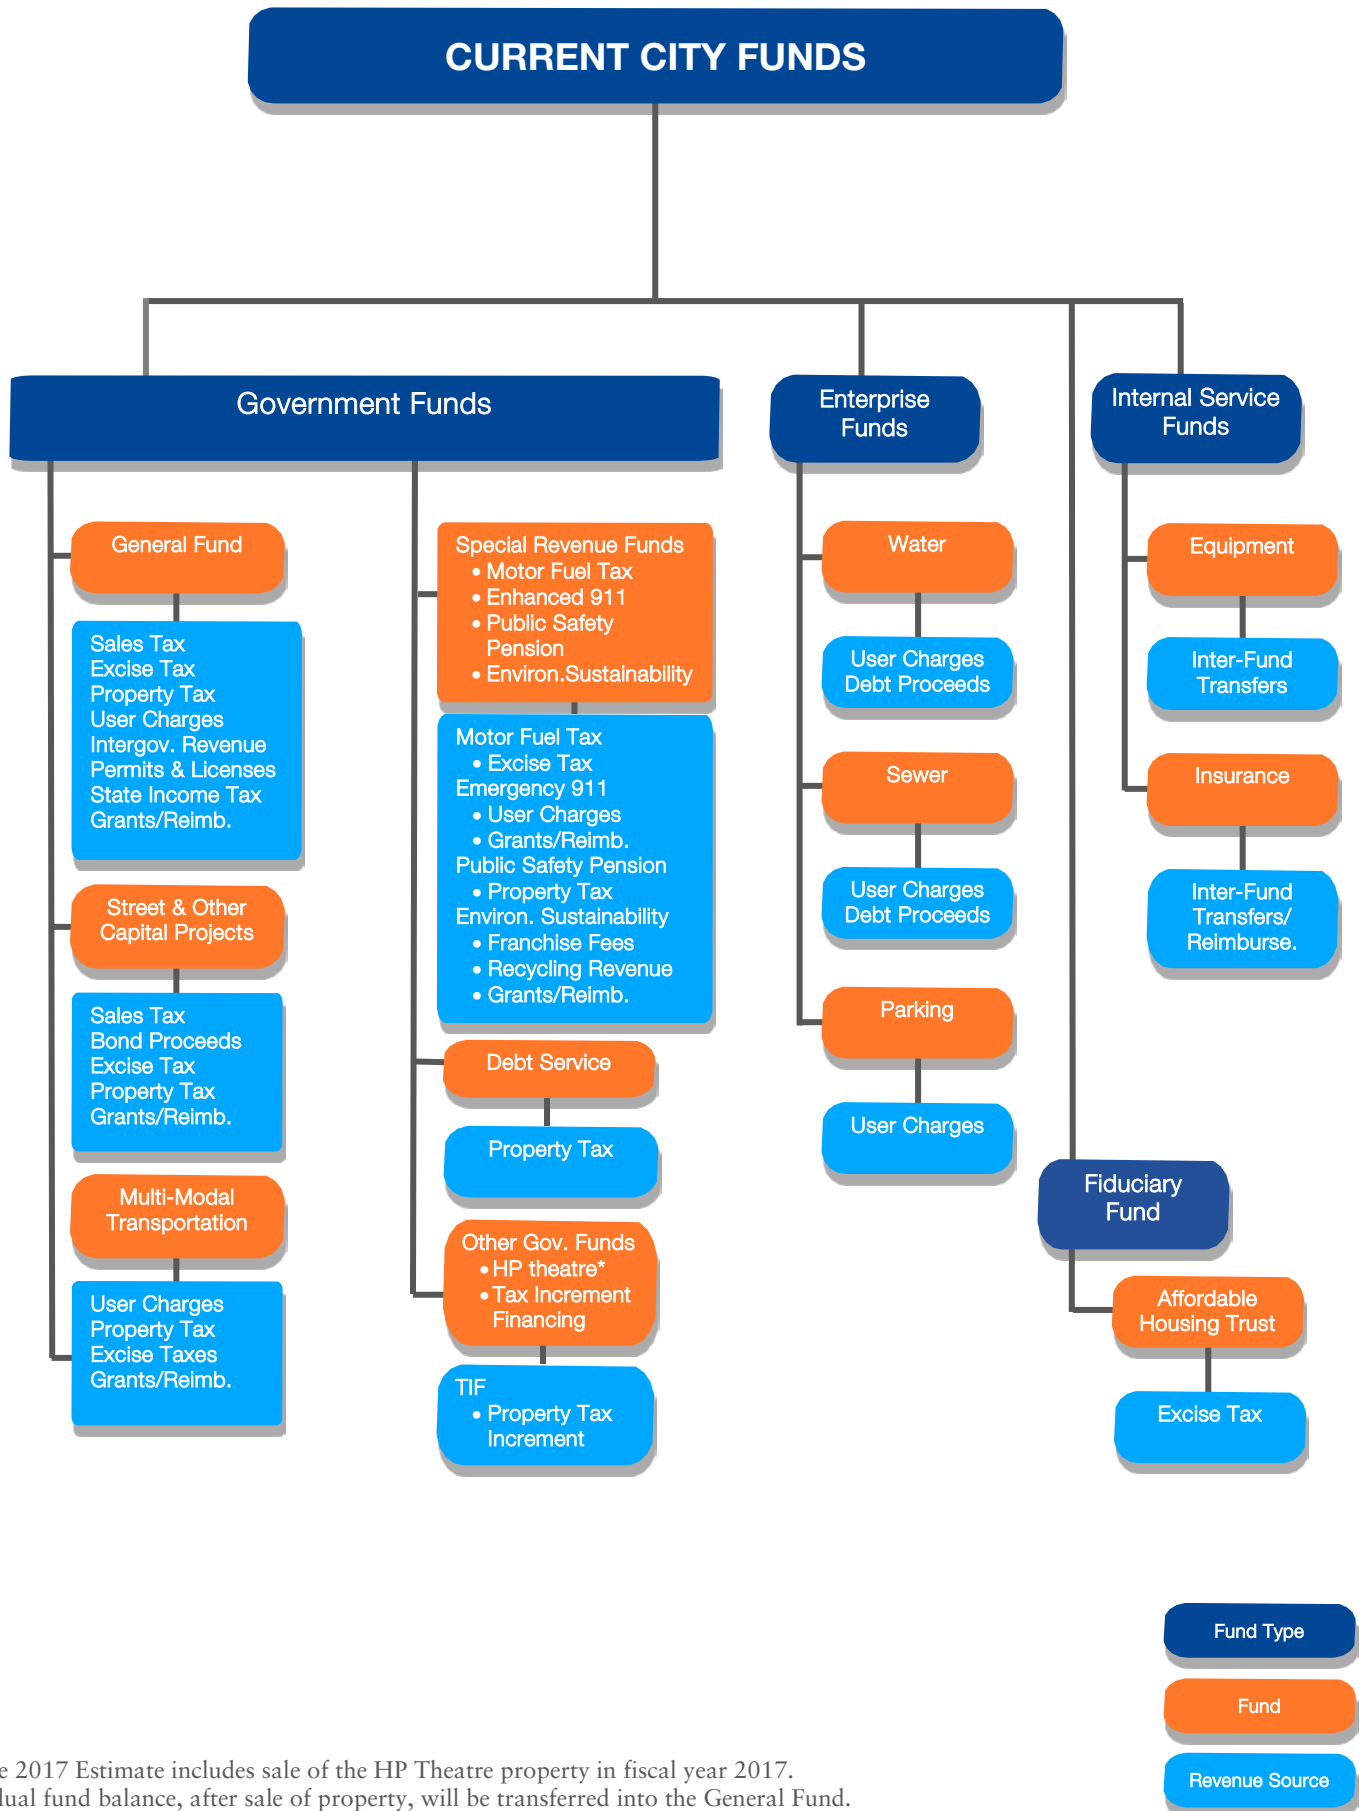 CURRENT CITY FUNDS
Government Funds
General Fund
Sales Tax
Excise Tax
Property Tax
User Charges
Intergov. Revenue
Permits & Licenses
State Income Tax
Grants/Reimb.
Street & Other
Capital Projects
Sales Tax
Bond Proceeds
Excise Tax
Property Tax
Grants/Reimb.
Multi-Modal
Transportation
User Charges
Property Tax
Excise Taxes
Grants/Reimb.
Special Revenue Funds
• Motor Fuel Tax
• Enhanced 911
• Public Safety
Pension
• Environ.Sustainability
Motor Fuel Tax
• Excise Tax
Emergency 911
• User Charges
• Grants/Reimb.
Public Safety Pension
• Property Tax
Environ. Sustainability
• Franchise Fees
• Recycling Revenue
• Grants/Reimb.
Debt Service
Property Tax
Other Gov. Funds
• HP theatre*
• Tax Increment
Financing
TIF
• Property Tax
Increment
Enterprise
Funds
Water
User Charges
Debt Proceeds
Sewer
User Charges
Debt Proceeds
Parking
User Charges
Internal Service
Funds
Equipment
Inter-Fund
Transfers
Insurance
Inter-Fund
Transfers/
Reimburse.
Fiduciary
Fund
Affordable
Housing Trust
Excise Tax
Fund Type
Fund
Revenue Source
2017 Estimate includes sale of the HP Theatre property in fiscal year 2017.
fund balance, after sale of property, will be transferred into the General Fund.